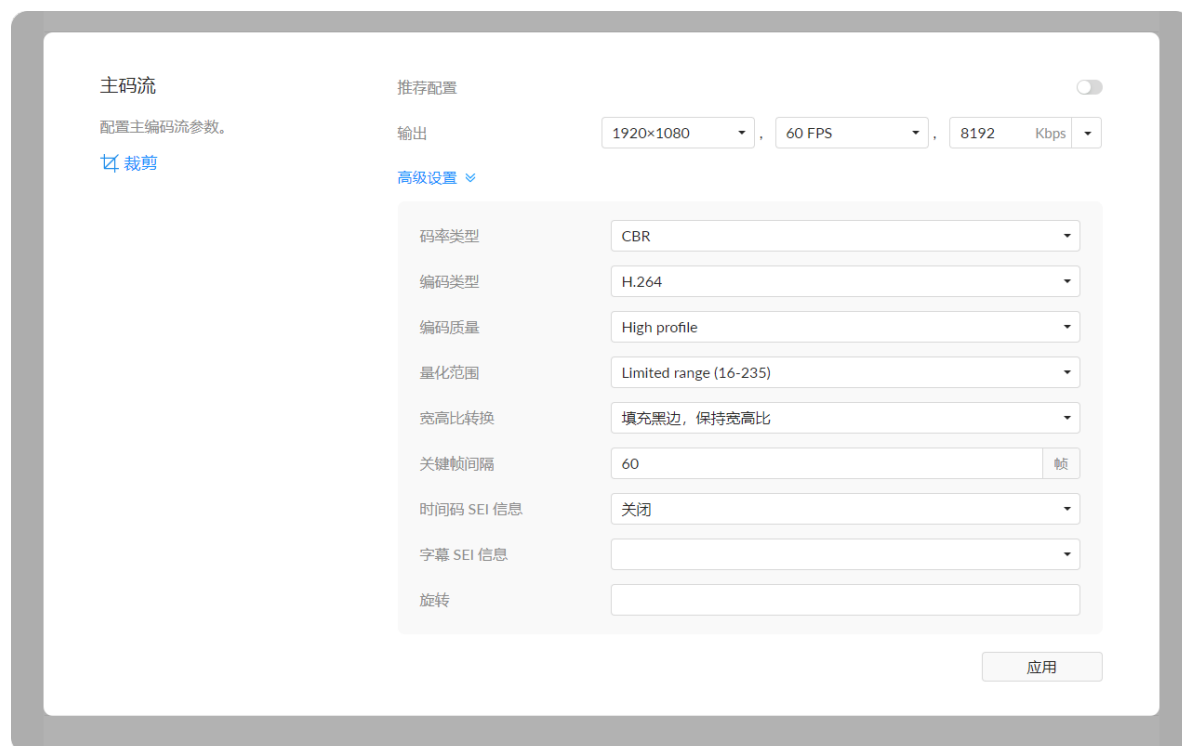 主码流
配置主编码流参数。
裁剪
推荐配置
输出 1920×1080 , 60 FPS , 8192 Kbps
高级设置
码率类型 CBR
编码类型 H.264
编码质量 High profile
量化范围 Limited range (16-235)
宽高比转换 填充黑边，保持宽高比
关键帧间隔 60 帧
时间码 SEI 信息 关闭
字幕 SEI 信息
旋转
应用